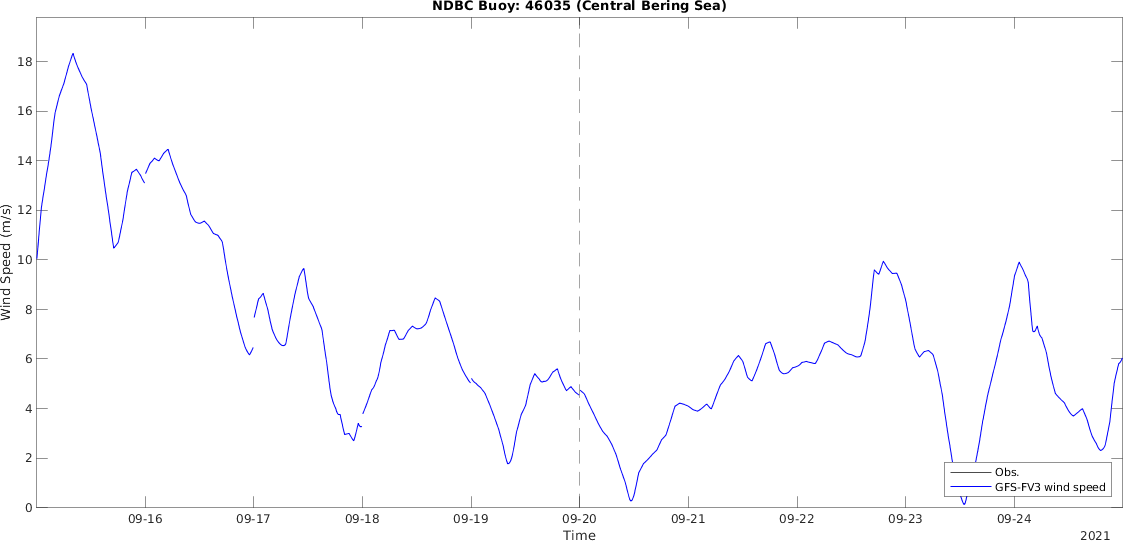 NDBC Buoy: 46035 (Central Bering Sea)
Wind Speed (m/s)
18
16
14
12
10
8
6
4
2
0
Obs.
GFS-FV3 wind speed
09-16 09-17 09-18 09-19 09-20 09-21 09-22 09-23 09-24
Time
2021